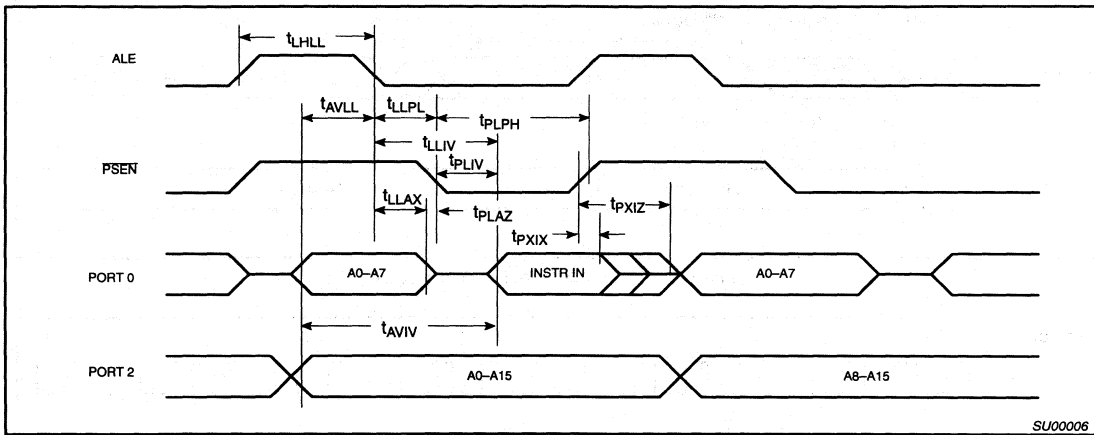 tLHLL
ALE
tAVLL tLLPL tPLPH
tLLIV
tPLIV
PSEN
tLLAX tPLAZ tPXIZ
tPXIX
PORT 0 A0–A7 INSTR IN A0–A7
tAVIV
PORT 2 A0–A15 A8–A15
SU00006